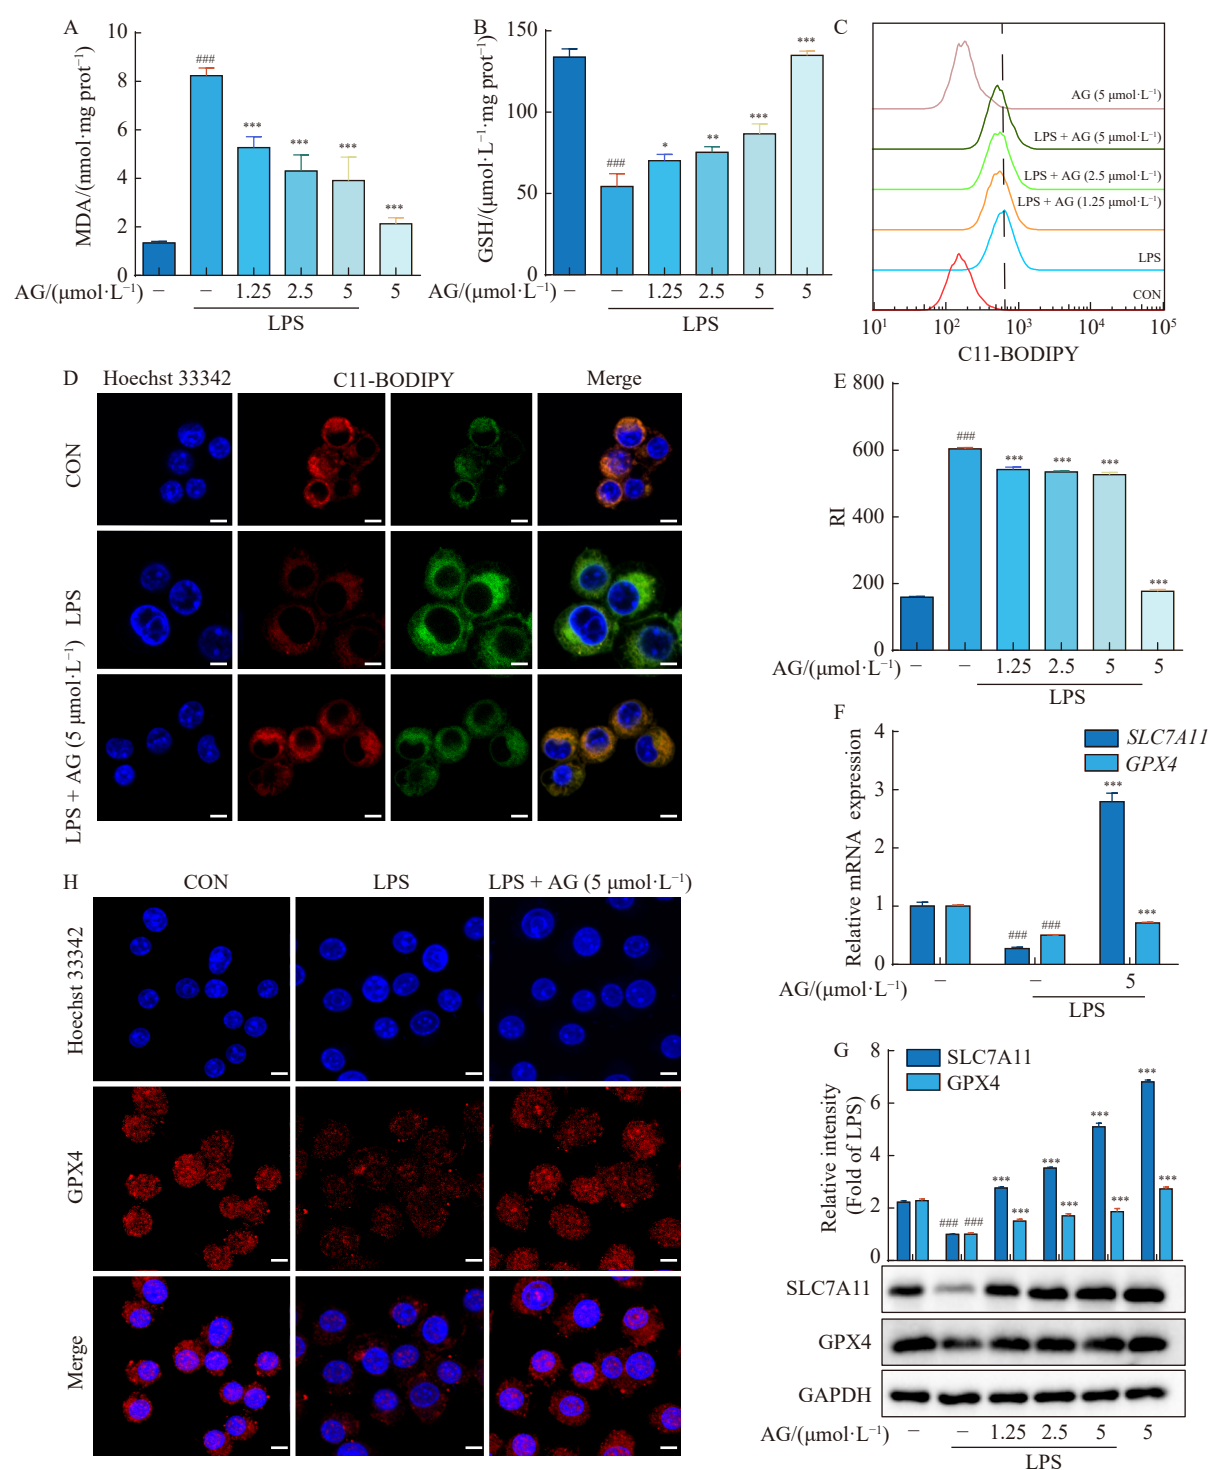 A
MDA/(nmol·mg prot⁻¹)
10
8
6
4
2
0
###
***
***
***
***
AG/(μmol·L⁻¹) – – 1.25 2.5 5 5
LPS
B
GSH/(μmol·L⁻¹·mg prot⁻¹)
150
100
50
0
###
*
**
***
***
AG/(μmol·L⁻¹) – – 1.25 2.5 5 5
LPS
C
AG (5 μmol·L⁻¹)
LPS + AG (5 μmol·L⁻¹)
LPS + AG (2.5 μmol·L⁻¹)
LPS + AG (1.25 μmol·L⁻¹)
LPS
CON
10¹ 10² 10³ 10⁴ 10⁵
C11-BODIPY
D
Hoechst 33342 C11-BODIPY Merge
CON
LPS
LPS + AG (5 μmol·L⁻¹)
E
RI
800
600
400
200
0
###
***
***
***
***
AG/(μmol·L⁻¹) – – 1.25 2.5 5 5
LPS
F
Relative mRNA expression
4
3
2
1
0
SLC7A11
GPX4
### ###
***
***
AG/(μmol·L⁻¹) – – 5
LPS
H
CON LPS LPS + AG (5 μmol·L⁻¹)
Hoechst 33342
GPX4
Merge
G
Relative intensity
(Fold of LPS)
8
6
4
2
0
SLC7A11
GPX4
### ###
***
***
***
***
***
***
***
***
SLC7A11
GPX4
GAPDH
AG/(μmol·L⁻¹) – – 1.25 2.5 5 5
LPS